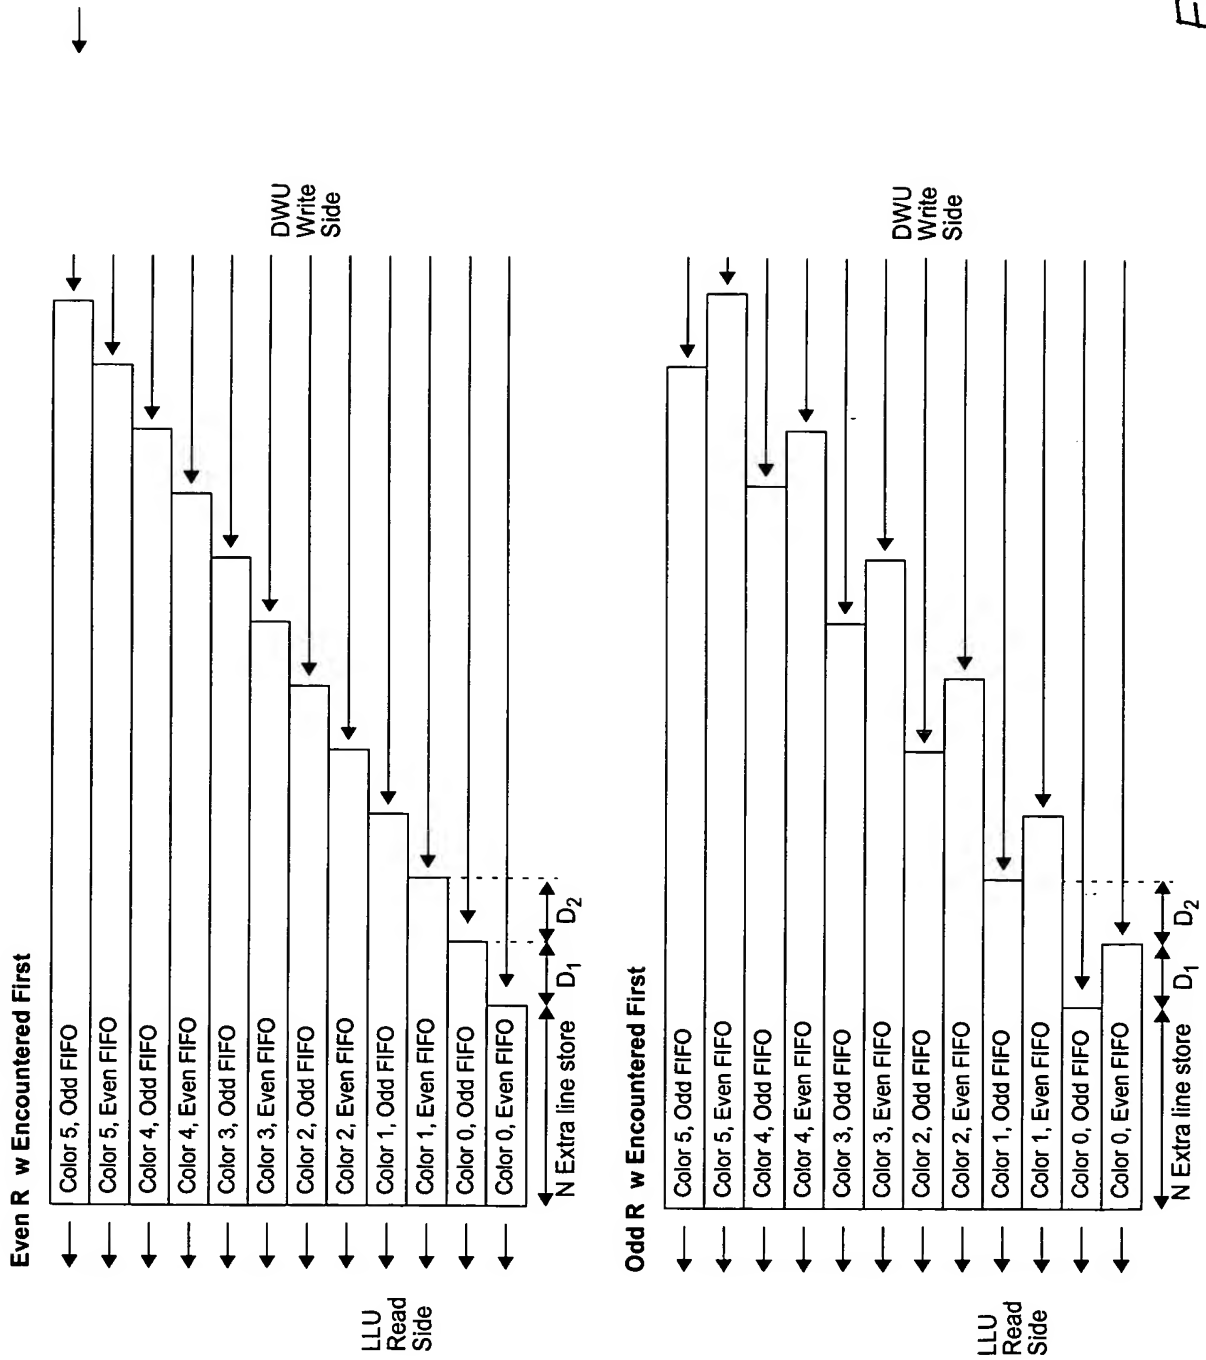 Even R w Encountered First
Color 5, Odd FIFO
Color 5, Even FIFO
Color 4, Odd FIFO
Color 4, Even FIFO
Color 3, Odd FIFO
Color 3, Even FIFO
Color 2, Odd FIFO
Color 2, Even FIFO
Color 1, Odd FIFO
Color 1, Even FIFO
Color 0, Odd FIFO
Color 0, Even FIFO
LLU
Read
Side
DWU
Write
Side
N Extra line store
D1
D2
Odd R w Encountered First
Color 5, Odd FIFO
Color 5, Even FIFO
Color 4, Odd FIFO
Color 4, Even FIFO
Color 3, Odd FIFO
Color 3, Even FIFO
Color 2, Odd FIFO
Color 2, Even FIFO
Color 1, Odd FIFO
Color 1, Even FIFO
Color 0, Odd FIFO
Color 0, Even FIFO
LLU
Read
Side
DWU
Write
Side
N Extra line store
D1
D2